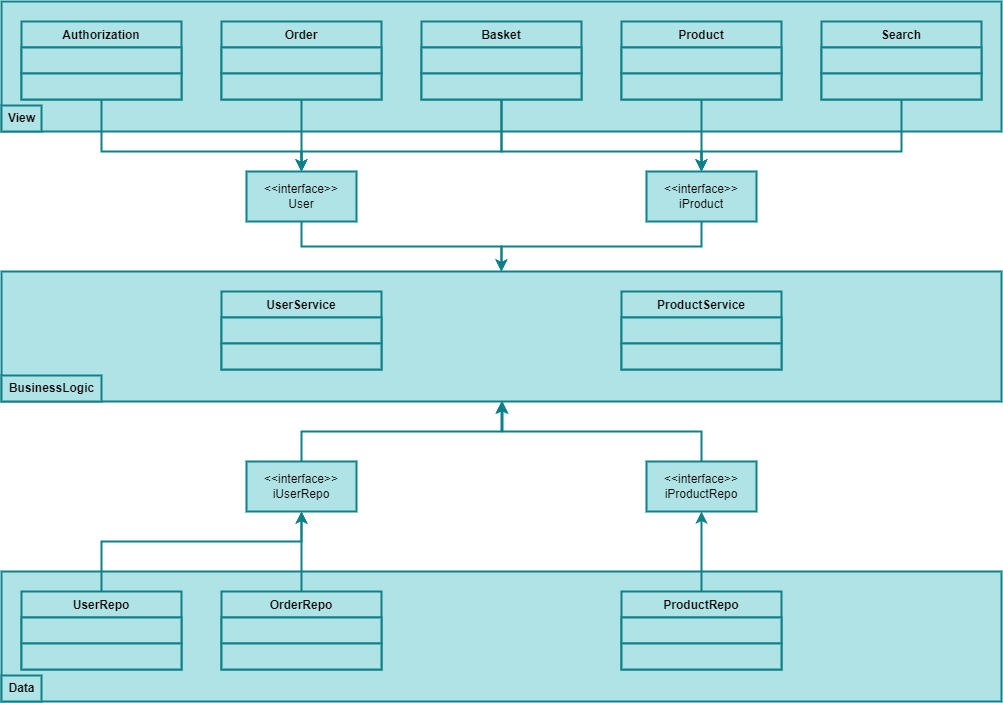 Authorization
Order
Basket
Product
Search
View
<<interface>>
User
<<interface>>
iProduct
UserService
ProductService
BusinessLogic
<<interface>>
iUserRepo
<<interface>>
iProductRepo
UserRepo
OrderRepo
ProductRepo
Data